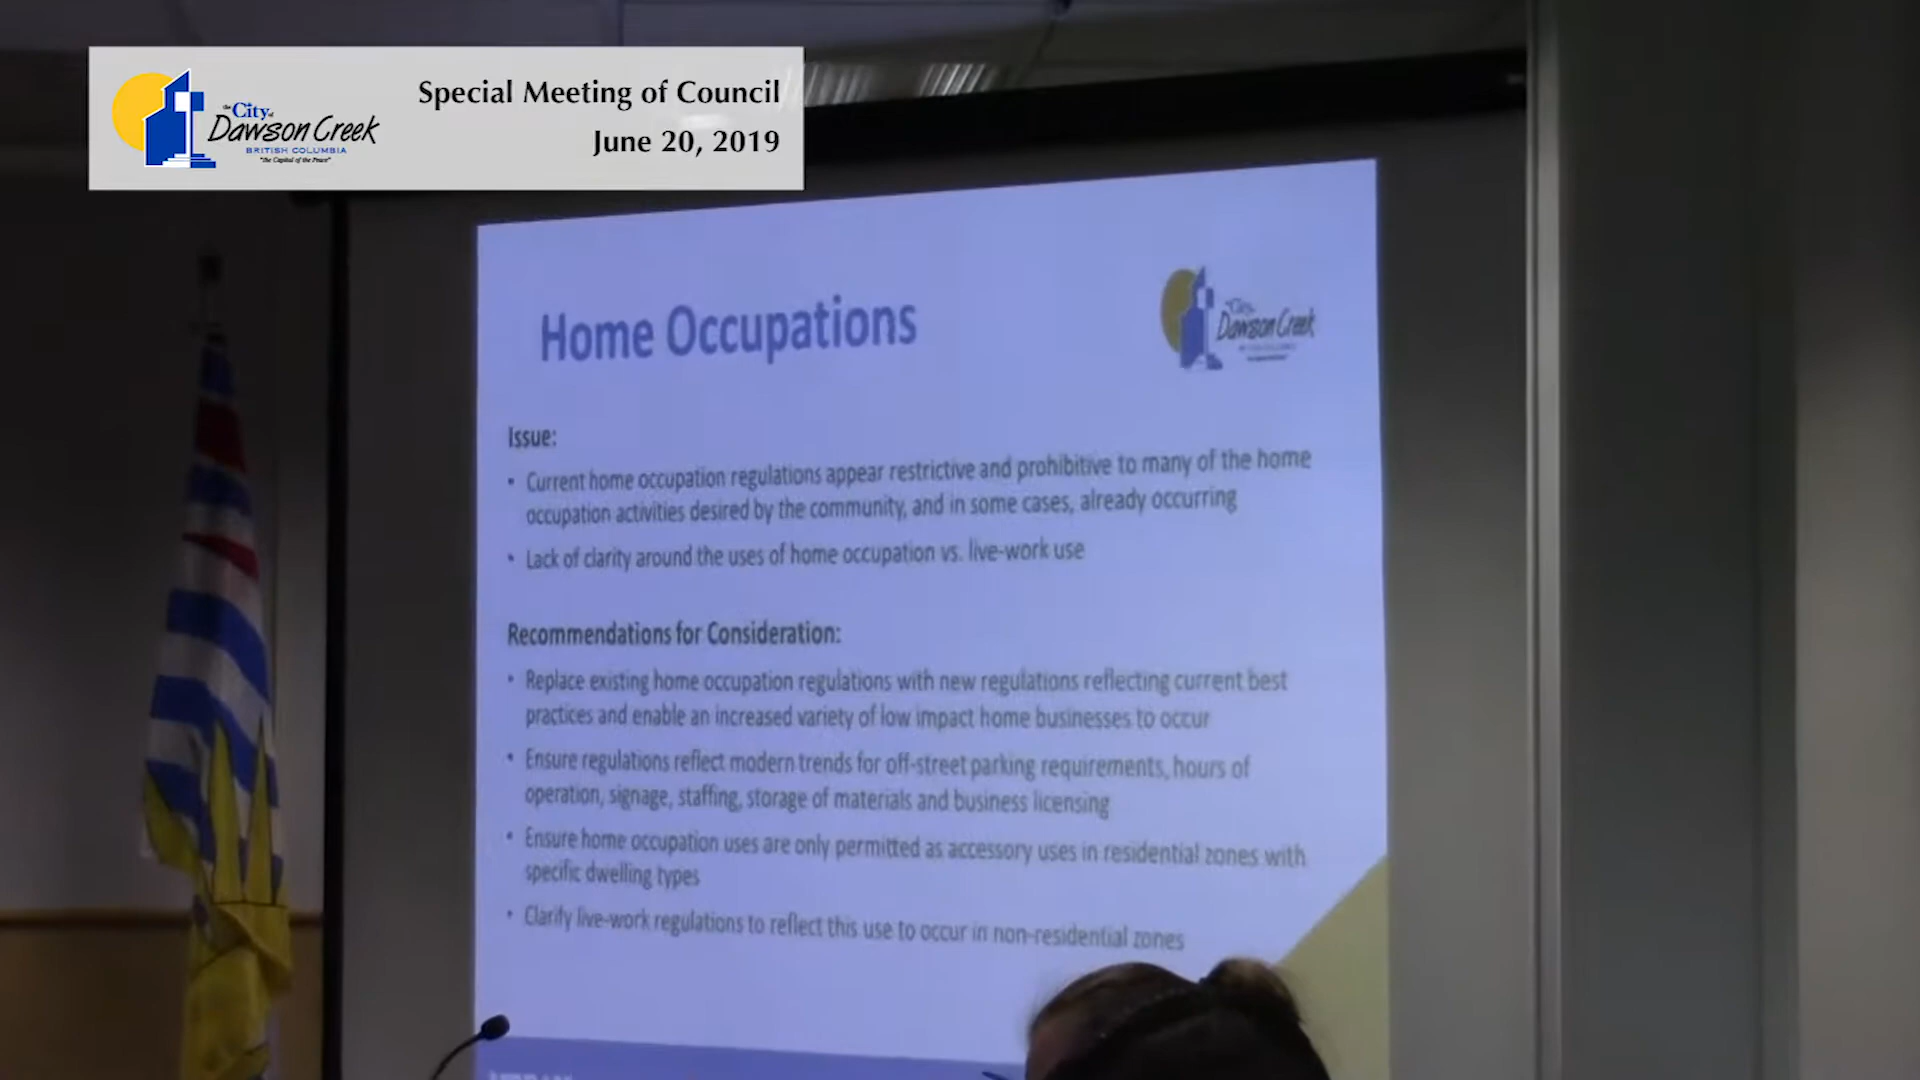 Special Meeting of Council
June 20, 2019
the City of
Dawson Creek
BRITISH COLUMBIA
"the Capital of the Peace"
Home Occupations
City
Dawson Creek
Issue:
• Current home occupation regulations appear restrictive and prohibitive to many of the home
occupation activities desired by the community, and in some cases, already occurring
• Lack of clarity around the uses of home occupation vs. live-work use
Recommendations for Consideration:
• Replace existing home occupation regulations with new regulations reflecting current best
practices and enable an increased variety of low impact home businesses to occur
• Ensure regulations reflect modern trends for off-street parking requirements, hours of
operation, signage, staffing, storage of materials and business licensing
• Ensure home occupation uses are only permitted as accessory uses in residential zones with
specific dwelling types
• Clarify live-work regulations to reflect this use to occur in non-residential zones